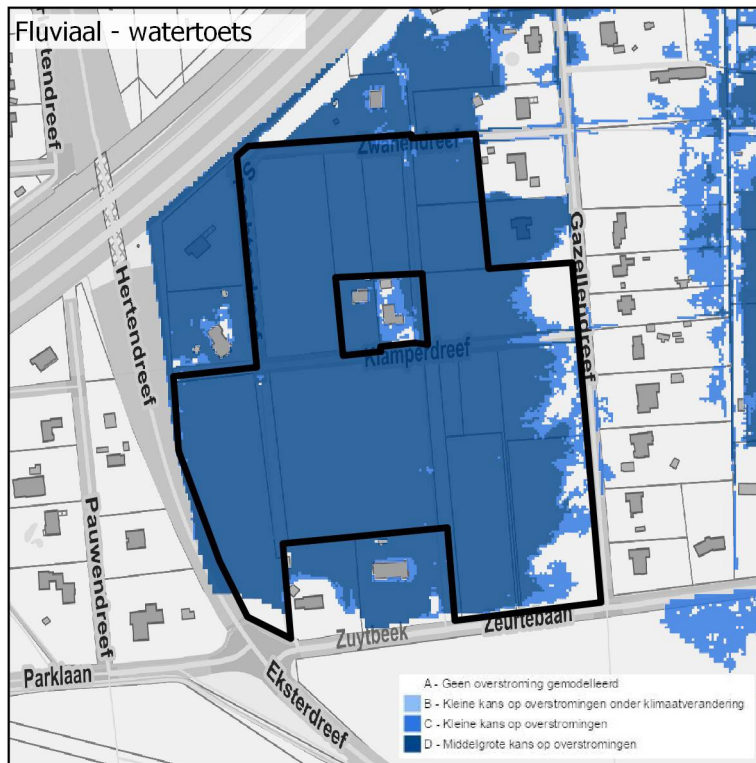 Fluviaal - watertoets
Hertendreef
Zwanendreef
Hertendreef
Gazellendreef
Klamperdreef
Pauwendreef
Zeurtebaan
Zuytbeek
Parklaan
Eksterdreef
A - Geen overstroming gemodelleerd
B - Kleine kans op overstromingen onder klimaatverandering
C - Kleine kans op overstromingen
D - Middelgrote kans op overstromingen